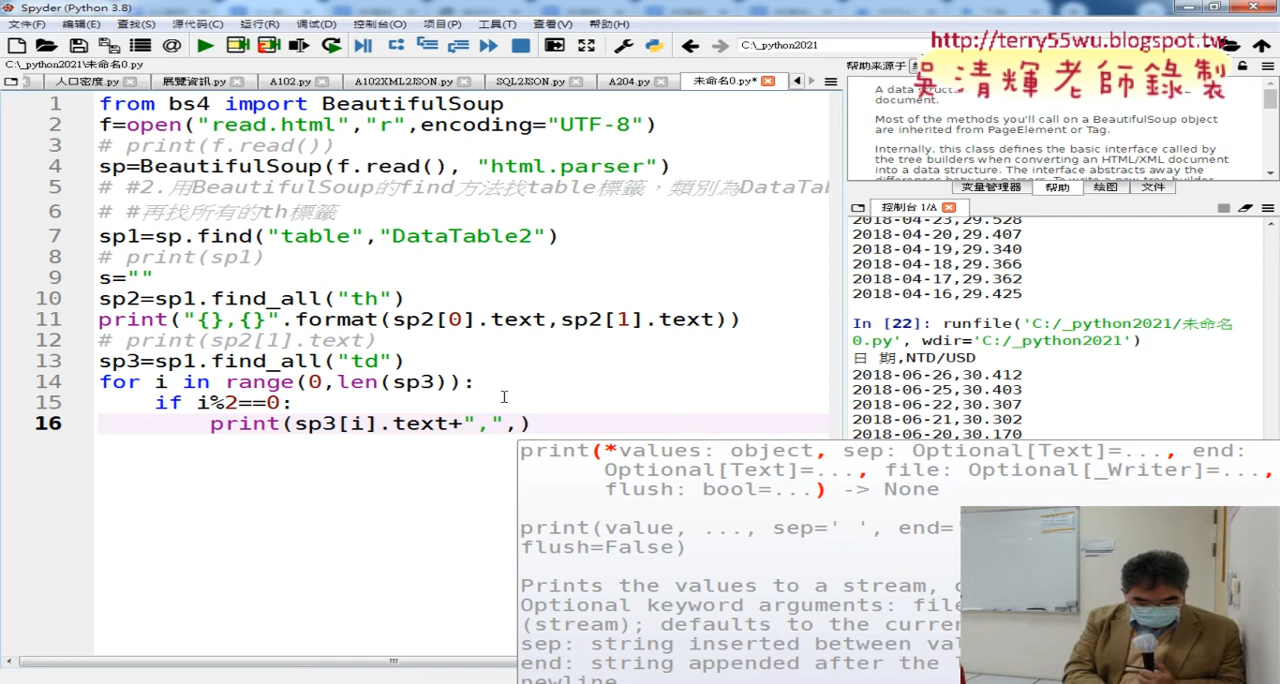 Spyder (Python 3.8)
文件(F) 编辑(E) 查找(S) 源代码(C) 运行(R) 调试(D) 控制台(O) 项目(P) 工具(T) 查看(V) 帮助(H)
C:\_python2021
http://terry55wu.blogspot.tw
吳清輝老師錄製
C:\_python2021\未命名0.py
人口密度.py 展覽資訊.py A102.py A102XML2JSON.py SQL2JSON.py A204.py 未命名0.py*
1 from bs4 import BeautifulSoup
2 f=open("read.html","r",encoding="UTF-8")
3 # print(f.read())
4 sp=BeautifulSoup(f.read(), "html.parser")
5 # #2.用BeautifulSoup的find方法找table標籤，類別為DataTab
6 # #再找所有的th標籤
7 sp1=sp.find("table","DataTable2")
8 # print(sp1)
9 s=""
10 sp2=sp1.find_all("th")
11 print("{},{}".format(sp2[0].text,sp2[1].text))
12 # print(sp2[1].text)
13 sp3=sp1.find_all("td")
14 for i in range(0,len(sp3)):
15 if i%2==0:
16 print(sp3[i].text+",",)
print(*values: object, sep: Optional[Text]=..., end:
Optional[Text]=..., file: Optional[_Writer]=...,
flush: bool=...) -> None
print(value, ..., sep=' ', end='
flush=False)
Prints the values to a stream,
Optional keyword arguments: file
(stream); defaults to the curren
sep: string inserted between val
end: string appended after the
newline
帮助来源于
document.
Most of the methods you'll call on a BeautifulSoup object
are inherited from PageElement or Tag.
Internally, this class defines the basic interface called by
the tree builders when converting an HTML/XML document
into a data structure. The interface abstracts away the
变量管理器 帮助 绘图 文件
控制台 1/A
2018-04-23,29.528
2018-04-20,29.407
2018-04-19,29.340
2018-04-18,29.366
2018-04-17,29.362
2018-04-16,29.425
In [22]: runfile('C:/_python2021/未命名
0.py', wdir='C:/_python2021')
日 期,NTD/USD
2018-06-26,30.412
2018-06-25,30.403
2018-06-22,30.307
2018-06-21,30.302
2018-06-20,30.170